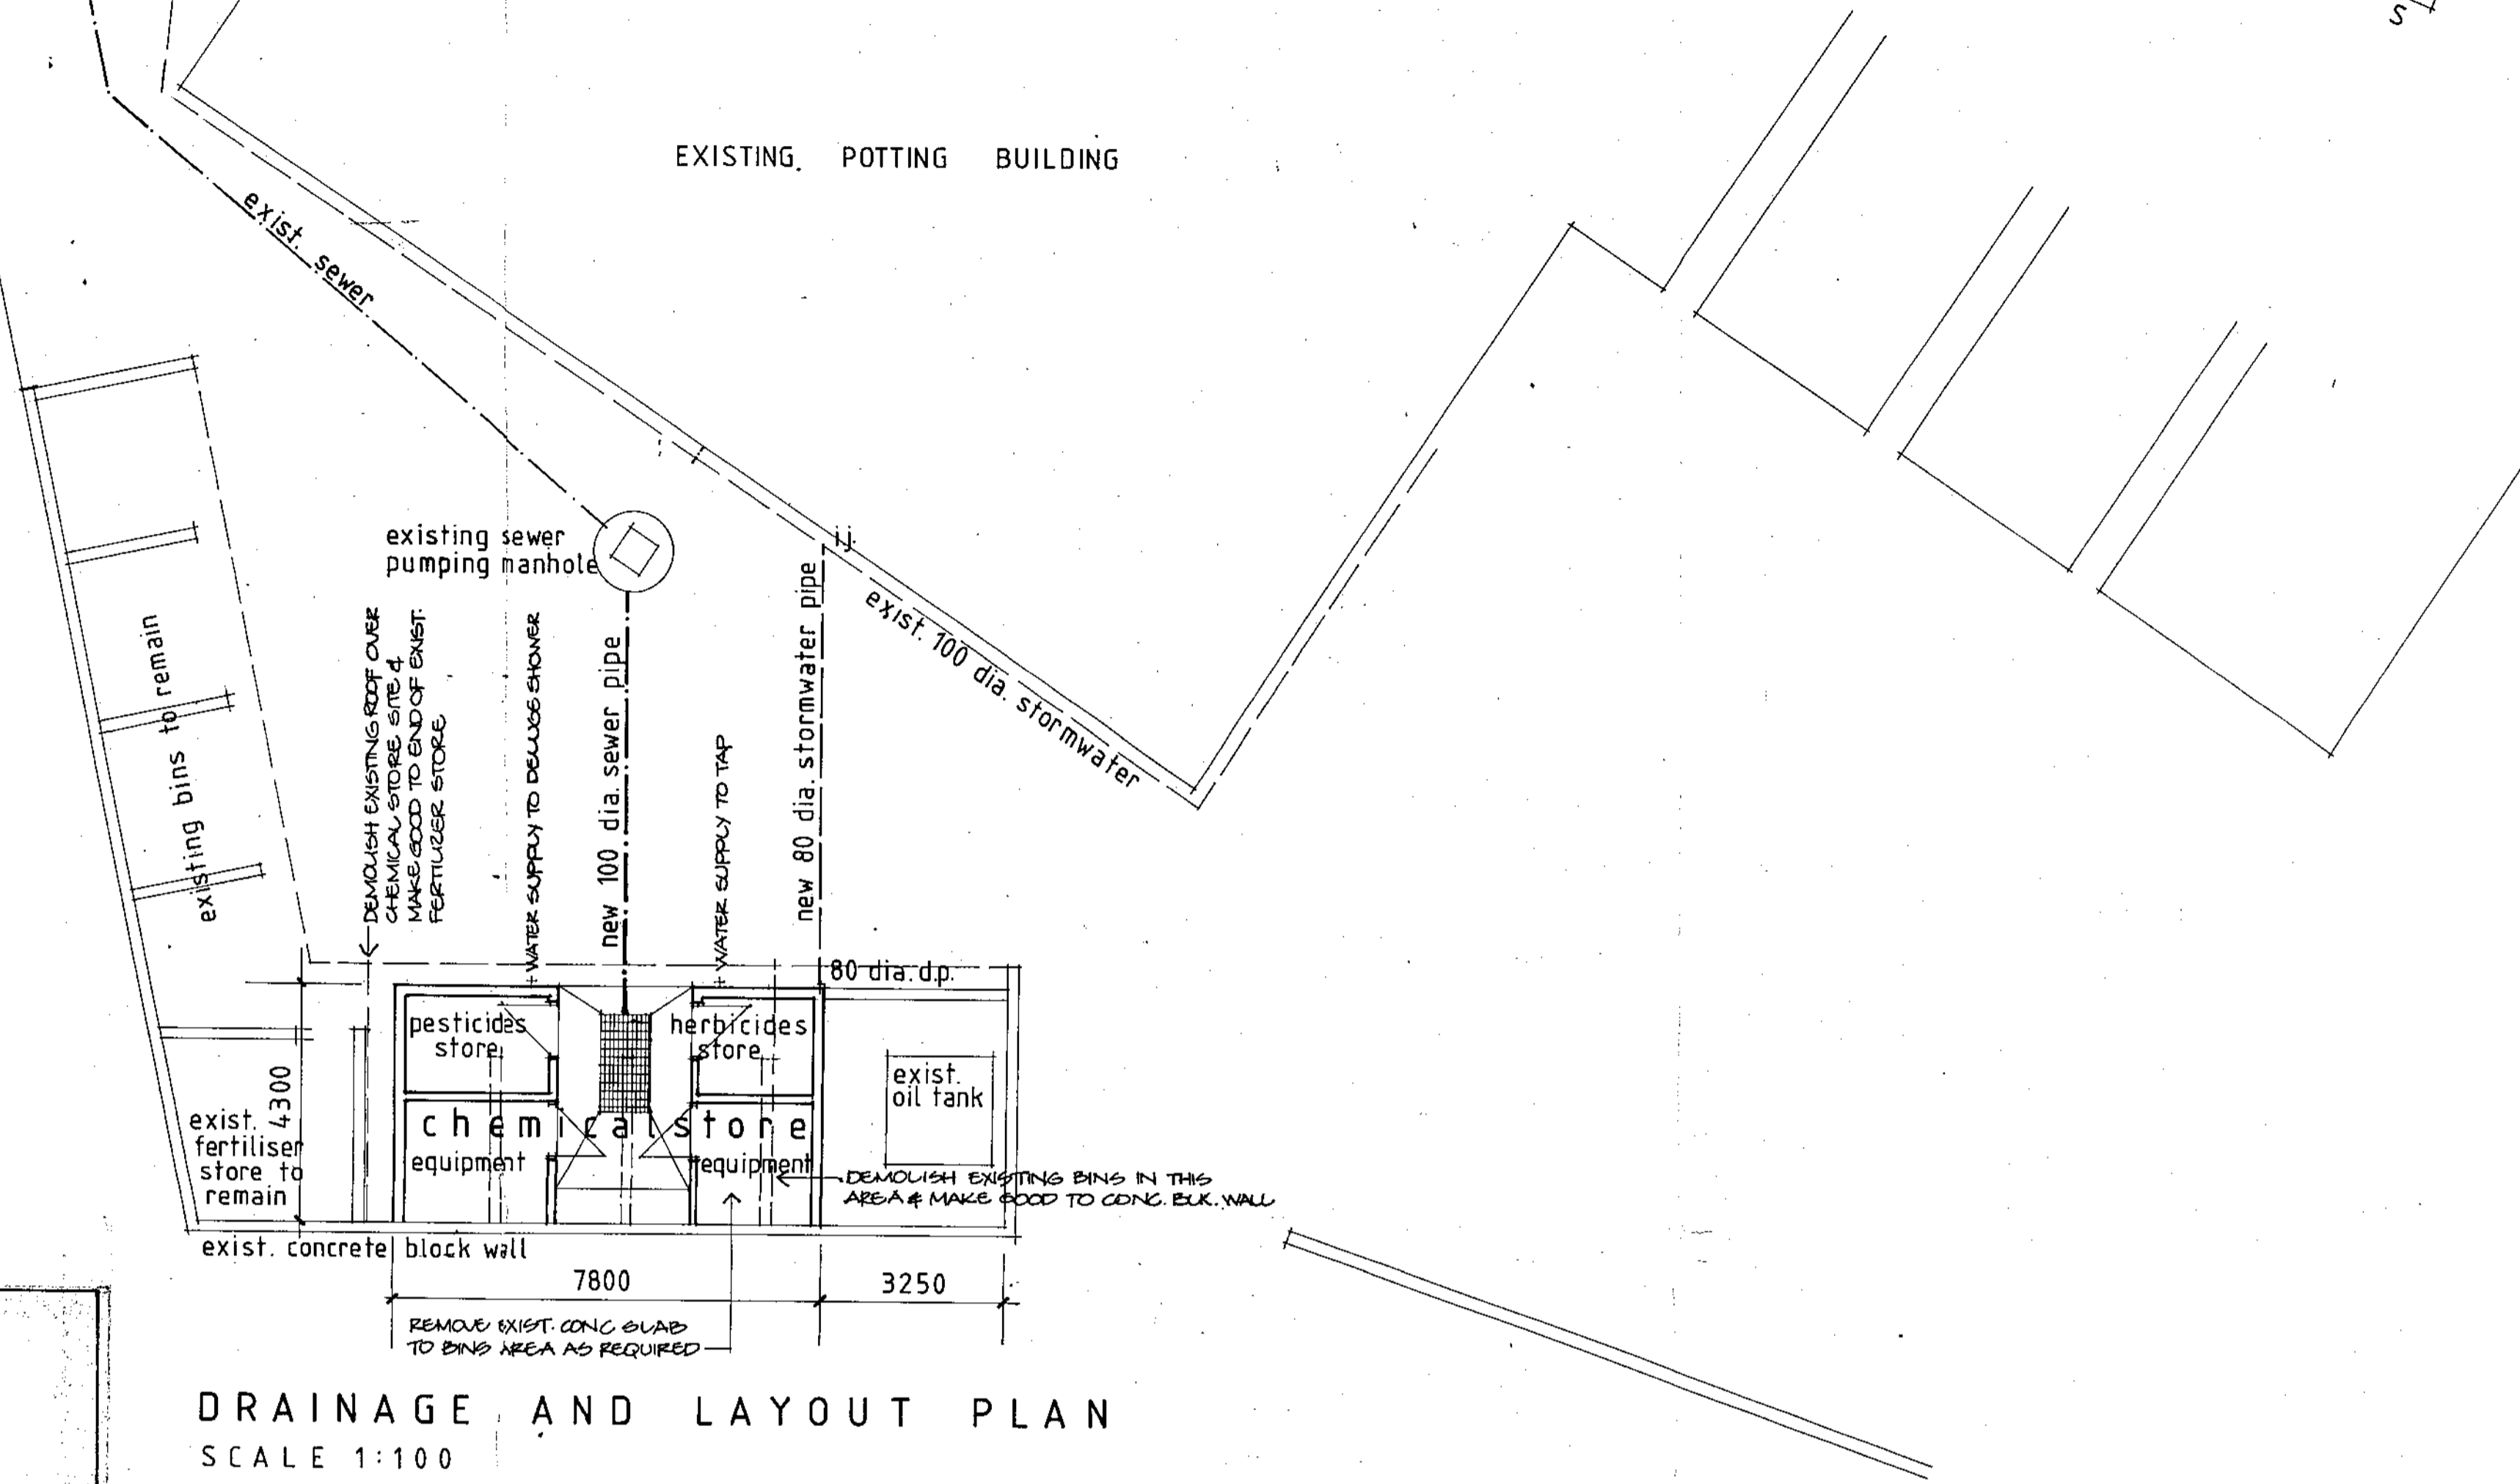 S
EXISTING POTTING BUILDING
exist. sewer
existing sewer
pumping manhole
i.j.
exist. 100 dia. stormwater
existing bins to remain
DEMOLISH EXISTING ROOF OVER
CHEMICAL STORE SITE &
MAKE GOOD TO END OF EXIST.
FERTILIZER STORE
WATER SUPPLY TO DELUGE SHOWER
new 100 dia. sewer pipe
WATER SUPPLY TO TAP
new 80 dia. stormwater pipe
80 dia. d.p.
pesticides
store
herbicides
store
exist.
oil tank
4300
chemical store
exist.
fertiliser
store to
remain
equipment
equipment
DEMOLISH EXISTING BINS IN THIS
AREA & MAKE GOOD TO CONC. BLK. WALL
exist. concrete block wall
7800
3250
REMOVE EXIST. CONC SLAB
TO BINS AREA AS REQUIRED
DRAINAGE AND LAYOUT PLAN
SCALE 1:100